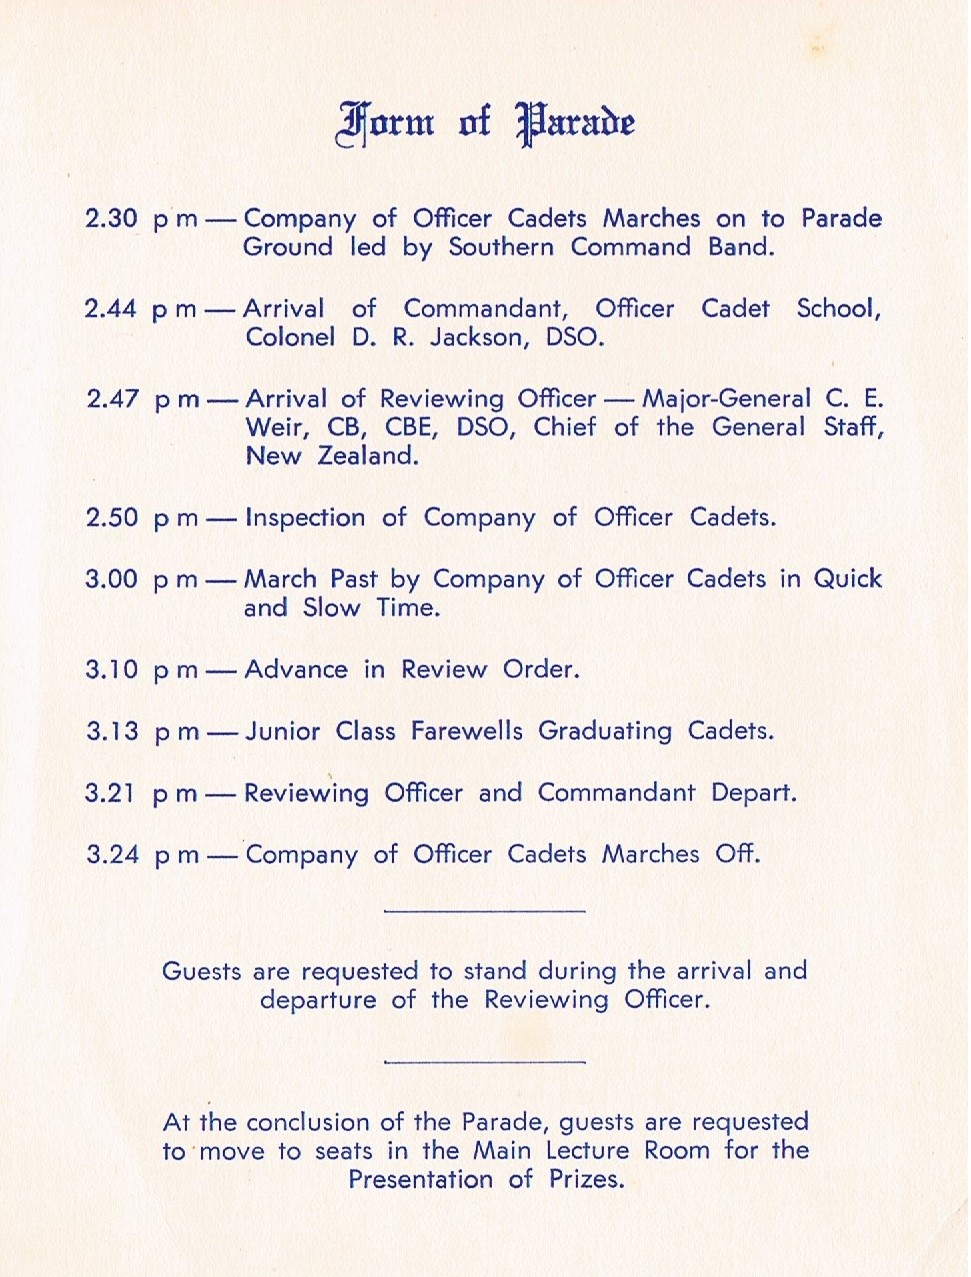 Form of Parade
2.30 p m — Company of Officer Cadets Marches on to Parade
Ground led by Southern Command Band.
2.44 p m — Arrival of Commandant, Officer Cadet School,
Colonel D. R. Jackson, DSO.
2.47 p m — Arrival of Reviewing Officer — Major-General C. E.
Weir, CB, CBE, DSO, Chief of the General Staff,
New Zealand.
2.50 p m — Inspection of Company of Officer Cadets.
3.00 p m — March Past by Company of Officer Cadets in Quick
and Slow Time.
3.10 p m — Advance in Review Order.
3.13 p m — Junior Class Farewells Graduating Cadets.
3.21 p m — Reviewing Officer and Commandant Depart.
3.24 p m — Company of Officer Cadets Marches Off.
Guests are requested to stand during the arrival and
departure of the Reviewing Officer.
At the conclusion of the Parade, guests are requested
to move to seats in the Main Lecture Room for the
Presentation of Prizes.